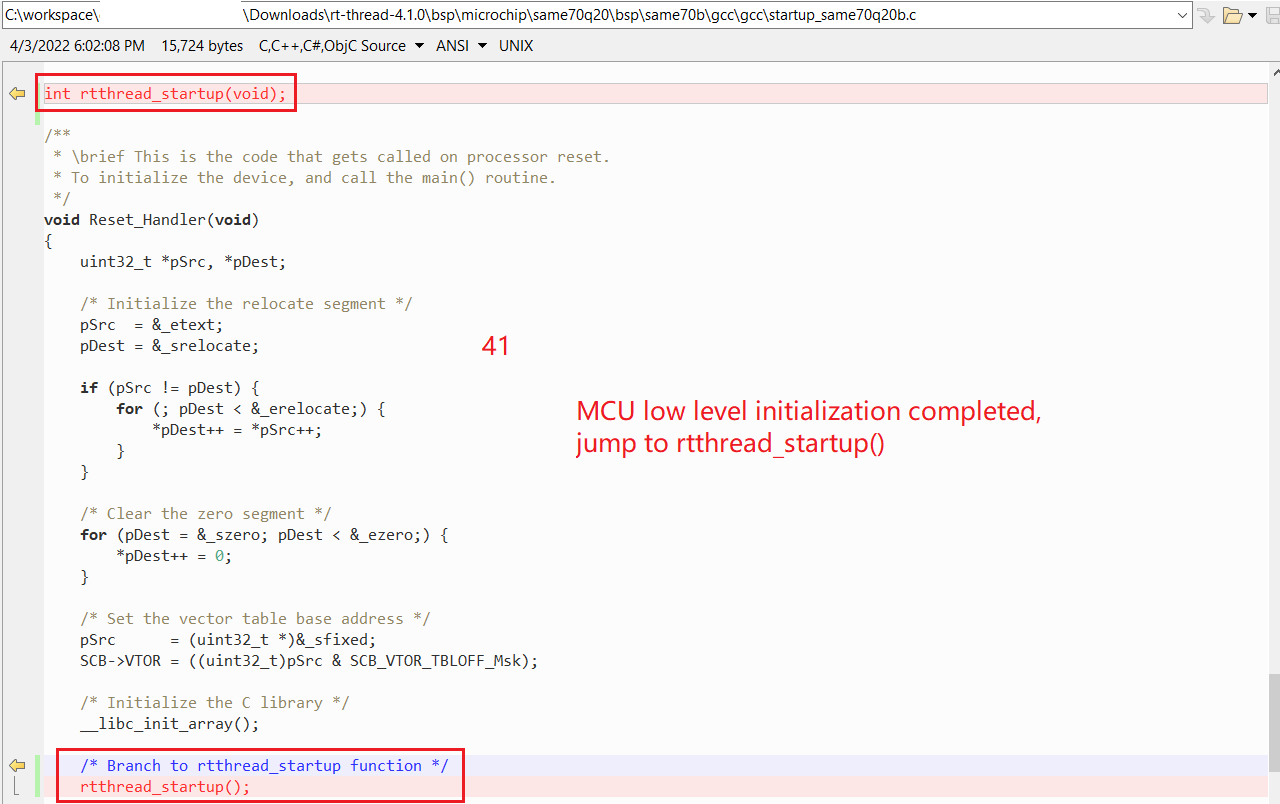 C:\workspace\ \Downloads\rt-thread-4.1.0\bsp\microchip\same70q20\bsp\same70b\gcc\gcc\startup_same70q20b.c
4/3/2022 6:02:08 PM 15,724 bytes C,C++,C#,ObjC Source ANSI UNIX
int rtthread_startup(void);
/**
 * \brief This is the code that gets called on processor reset.
 * To initialize the device, and call the main() routine.
 */
void Reset_Handler(void)
{
    uint32_t *pSrc, *pDest;
    /* Initialize the relocate segment */
    pSrc  = &_etext;
    pDest = &_srelocate;
41
    if (pSrc != pDest) {
        for (; pDest < &_erelocate;) {
            *pDest++ = *pSrc++;
        }
    }
MCU low level initialization completed,
jump to rtthread_startup()
    /* Clear the zero segment */
    for (pDest = &_szero; pDest < &_ezero;) {
        *pDest++ = 0;
    }
    /* Set the vector table base address */
    pSrc      = (uint32_t *)&_sfixed;
    SCB->VTOR = ((uint32_t)pSrc & SCB_VTOR_TBLOFF_Msk);
    /* Initialize the C library */
    __libc_init_array();
    /* Branch to rtthread_startup function */
    rtthread_startup();